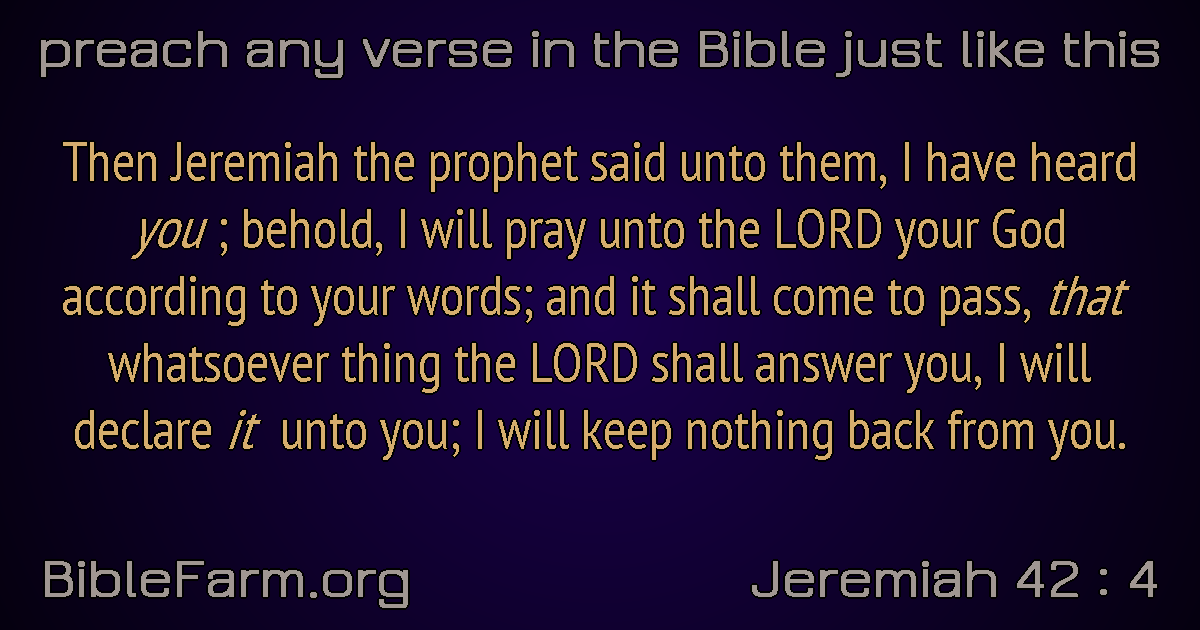 preach any verse in the Bible just like this
Then Jeremiah the prophet said unto them, I have heard
you ; behold, I will pray unto the LORD your God
according to your words; and it shall come to pass, that
whatsoever thing the LORD shall answer you, I will
declare it unto you; I will keep nothing back from you.
BibleFarm.org
Jeremiah 42 : 4